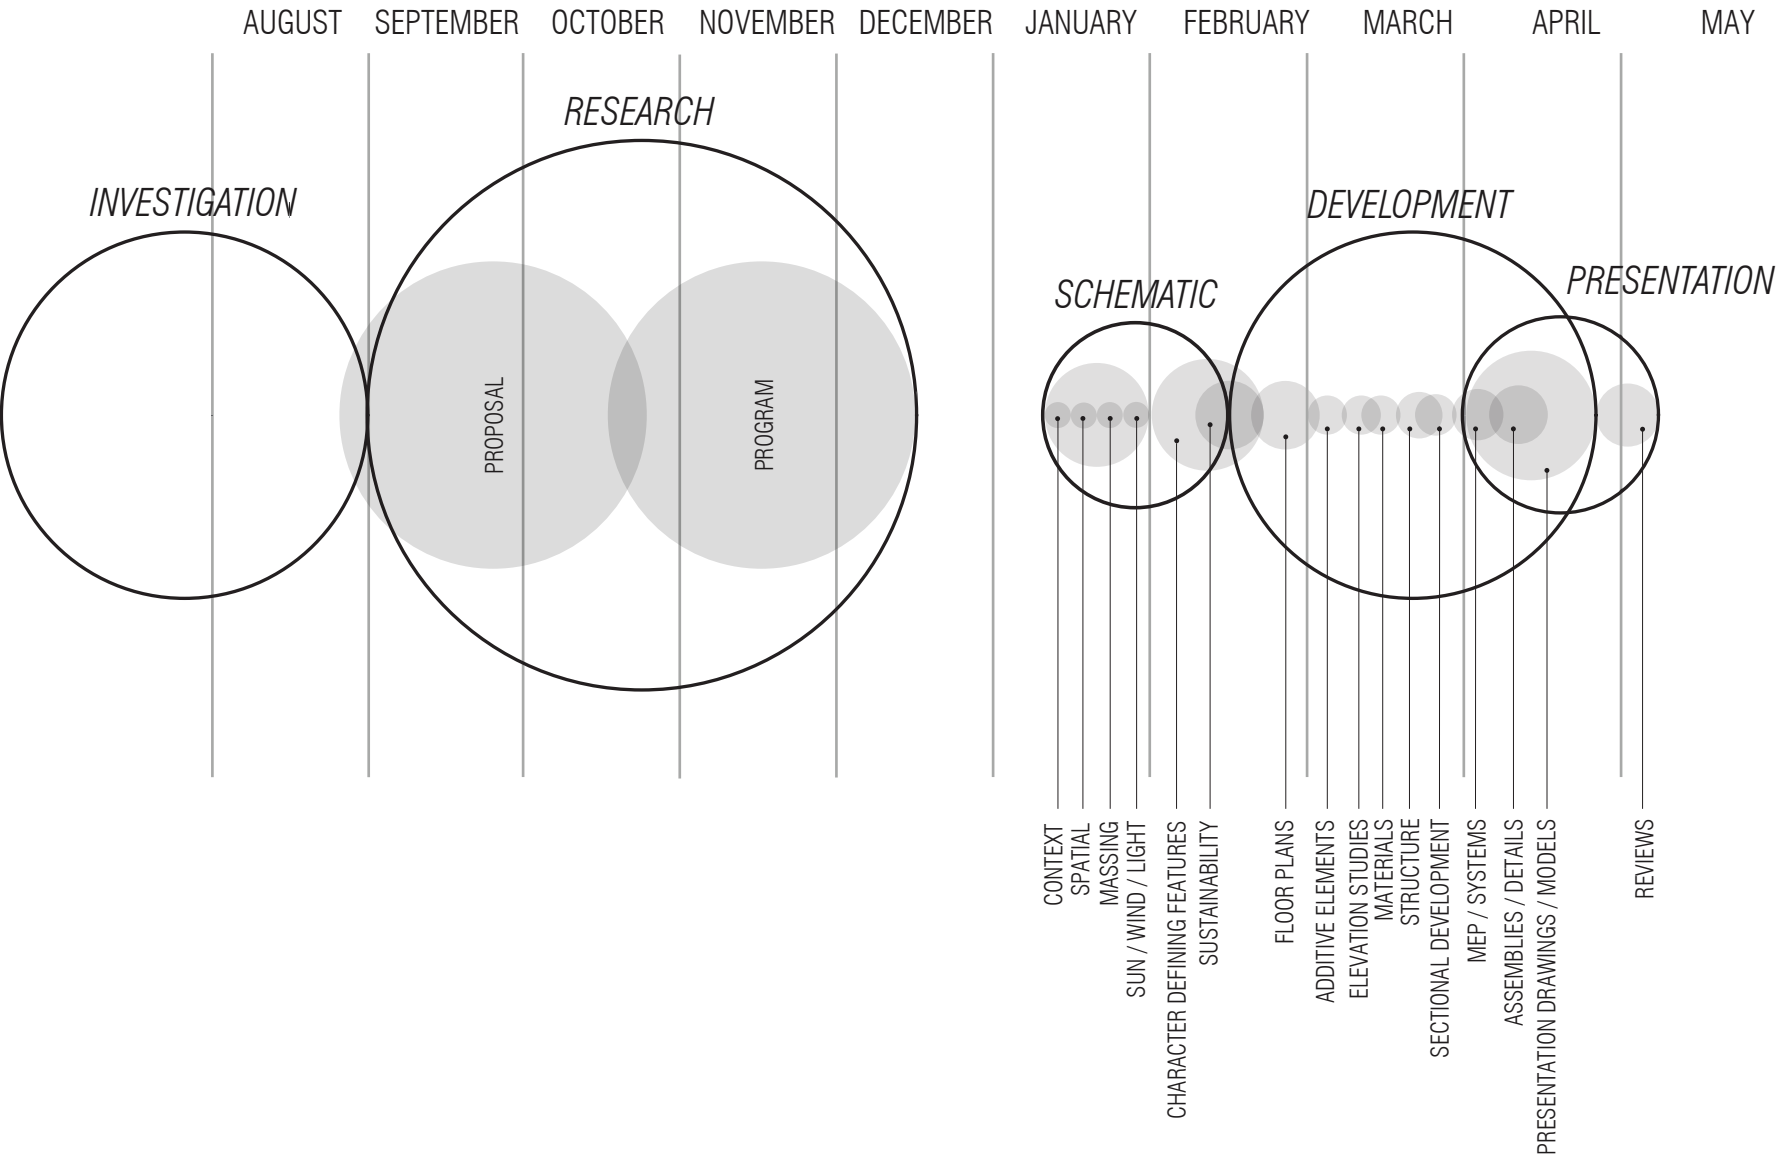 AUGUST SEPTEMBER OCTOBER NOVEMBER DECEMBER JANUARY FEBRUARY MARCH APRIL MAY
RESEARCH
INVESTIGATION
DEVELOPMENT
PRESENTATION
SCHEMATIC
PROPOSAL
PROGRAM
CONTEXT
SPATIAL
MASSING
SUN / WIND / LIGHT
CHARACTER DEFINING FEATURES
SUSTAINABILITY
FLOOR PLANS
ADDITIVE ELEMENTS
ELEVATION STUDIES
MATERIALS
STRUCTURE
SECTIONAL DEVELOPMENT
MEP / SYSTEMS
ASSEMBLIES / DETAILS
PRESENTATION DRAWINGS / MODELS
REVIEWS